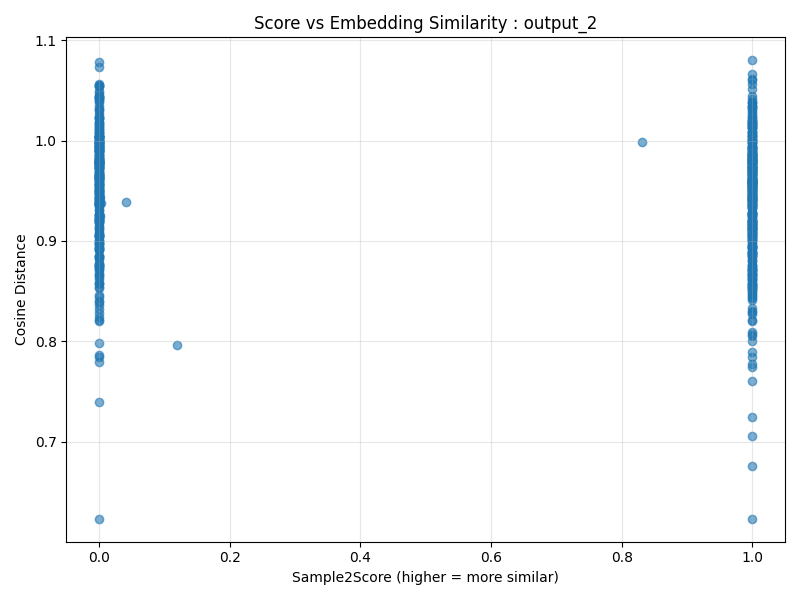 Score vs Embedding Similarity : output_2
1.1
1.0
0.9
0.8
0.7
Cosine Distance
0.0 0.2 0.4 0.6 0.8 1.0
Sample2Score (higher = more similar)